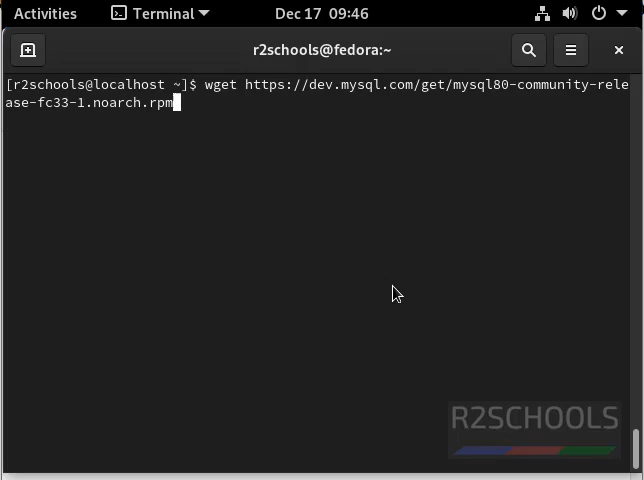 Activities Terminal Dec 17 09:46
r2schools@fedora:~
[r2schools@localhost ~]$ wget https://dev.mysql.com/get/mysql80-community-rele
ase-fc33-1.noarch.rpm
R2SCHOOLS